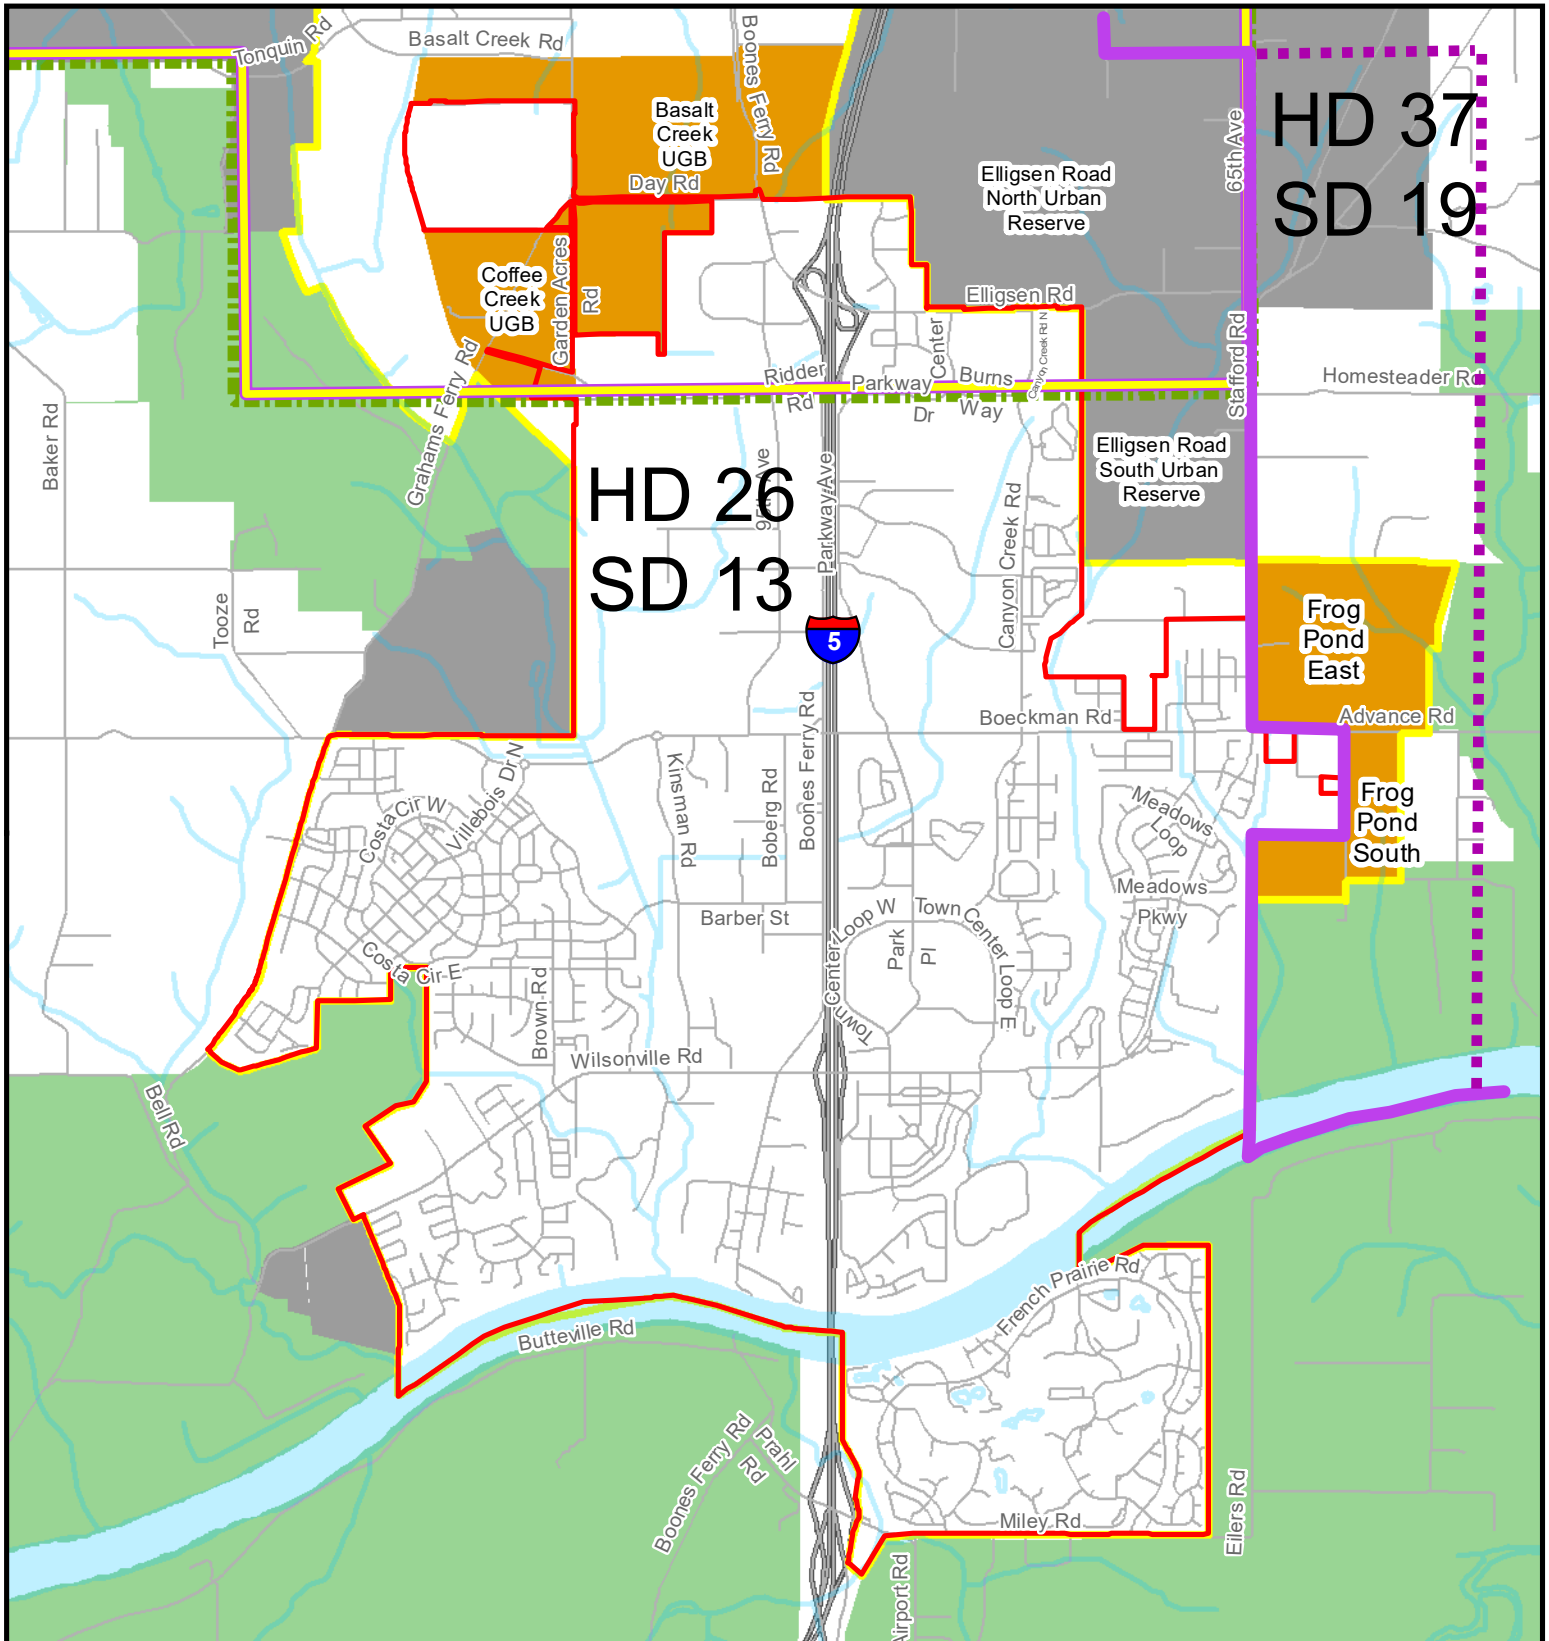 Tonquin Rd
Basalt Creek Rd
Boones Ferry Rd
Basalt
Creek
UGB
Day Rd
65th Ave
HD 37
SD 19
Elligsen Road
North Urban
Reserve
Coffee
Creek
UGB
Garden Acres
Rd
Elligsen Rd
Center
Canyon Creek Rd N
Stafford Rd
Grahams Ferry Rd
Ridder
Rd
Parkway
Dr
Burns
Way
Homesteader Rd
Baker Rd
Elligsen Road
South Urban
Reserve
HD 26
SD 13
95th Ave
Parkway Ave
Canyon Creek Rd
5
Tooze
Rd
Frog
Pond
East
Boeckman Rd
Advance Rd
Kinsman Rd
Boberg Rd
Boones Ferry Rd
Costa Cir W
Villebois Dr N
Meadows
Loop
Frog
Pond
South
Meadows
Pkwy
Barber St
Town Center Loop W
Park
Pl
Town Center Loop E
Costa Cir E
Brown Rd
Wilsonville Rd
Bell Rd
French Prairie Rd
Butteville Rd
Boones Ferry Rd
Prahl
Rd
Miley Rd
Eilers Rd
Airport Rd